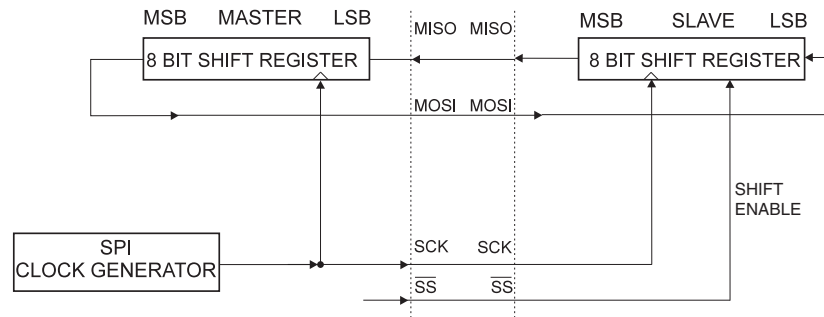 MSB MASTER LSB
8 BIT SHIFT REGISTER
MISO MISO
MSB SLAVE LSB
8 BIT SHIFT REGISTER
MOSI MOSI
SHIFT
ENABLE
SPI
CLOCK GENERATOR
SCK SCK
SS SS